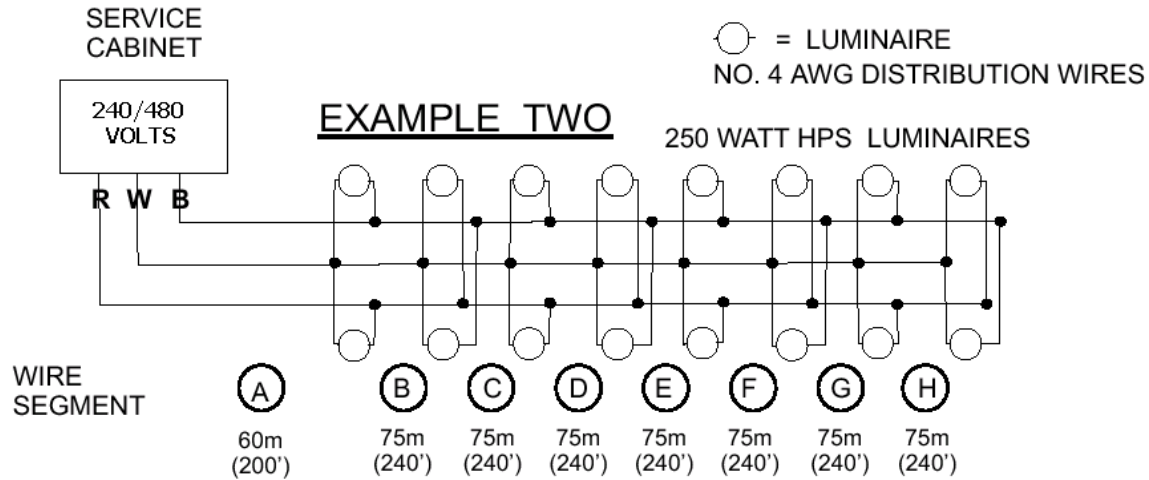 SERVICE
CABINET
= LUMINAIRE
NO. 4 AWG DISTRIBUTION WIRES
240/480
VOLTS
EXAMPLE TWO
250 WATT HPS LUMINAIRES
R W B
WIRE
SEGMENT
A B C D E F G H
60m 75m 75m 75m 75m 75m 75m 75m
(200') (240') (240') (240') (240') (240') (240') (240')